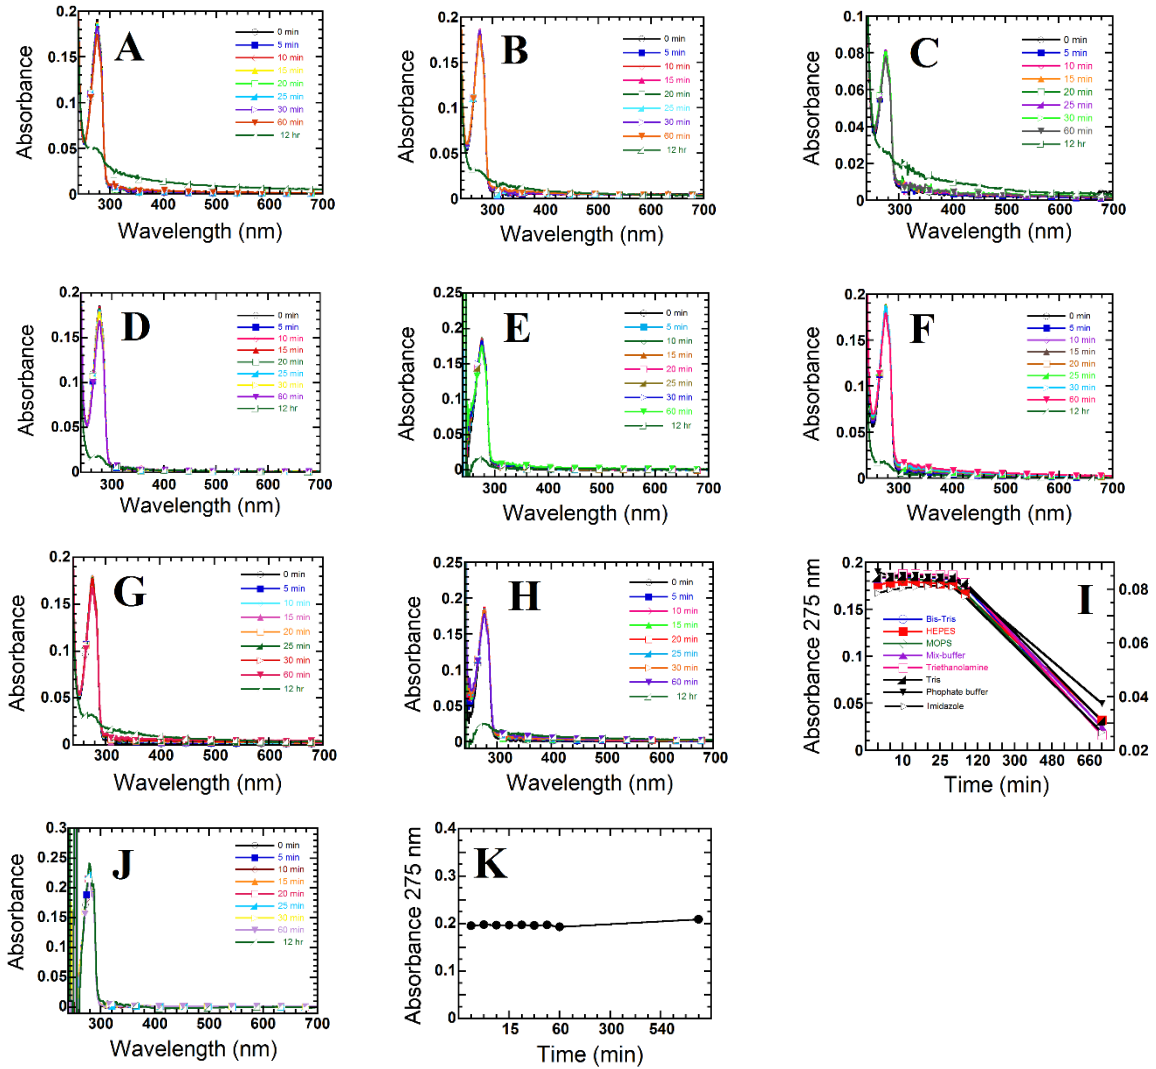 A
Absorbance
0.2
0.15
0.1
0.05
0
300 400 500 600 700
Wavelength (nm)
0 min
5 min
10 min
15 min
20 min
25 min
30 min
60 min
12 hr
B
Absorbance
0.2
0.15
0.1
0.05
0
300 400 500 600 700
Wavelength (nm)
0 min
5 min
10 min
15 min
20 min
25 min
30 min
60 min
12 hr
C
Absorbance
0.1
0.08
0.06
0.04
0.02
0
300 400 500 600 700
Wavelength (nm)
0 min
5 min
10 min
15 min
20 min
25 min
30 min
60 min
12 hr
D
Absorbance
0.2
0.15
0.1
0.05
0
300 400 500 600 700
Wavelength (nm)
0 min
5 min
10 min
15 min
20 min
25 min
30 min
60 min
12 hr
E
Absorbance
0.25
0.2
0.15
0.1
0.05
0
300 400 500 600 700
Wavelength (nm)
0 min
5 min
10 min
15 min
20 min
25 min
30 min
60 min
12 hr
F
Absorbance
0.2
0.15
0.1
0.05
0
300 400 500 600 700
Wavelength (nm)
0 min
5 min
10 min
15 min
20 min
25 min
30 min
60 min
12 hr
G
Absorbance
0.2
0.15
0.1
0.05
0
300 400 500 600 700
Wavelength (nm)
0 min
5 min
10 min
15 min
20 min
25 min
30 min
60 min
12 hr
H
Absorbance
0.25
0.2
0.15
0.1
0.05
0
300 400 500 600 700
Wavelength (nm)
0 min
5 min
10 min
15 min
20 min
25 min
30 min
60 min
12 hr
I
Absorbance 275 nm
0.2
0.15
0.1
0.05
0
0.08
0.06
0.04
0.02
10 25 120 300 480 660
Time (min)
Bis-Tris
HEPES
MOPS
Mix-buffer
Triethanolamine
Tris
Phophate buffer
Imidazole
J
Absorbance
0.3
0.25
0.2
0.15
0.1
0.05
0
300 400 500 600 700
Wavelength (nm)
0 min
5 min
10 min
15 min
20 min
25 min
30 min
60 min
12 hr
K
Absorbance 275 nm
0.4
0.3
0.2
0.1
0
15 60 300 540
Time (min)